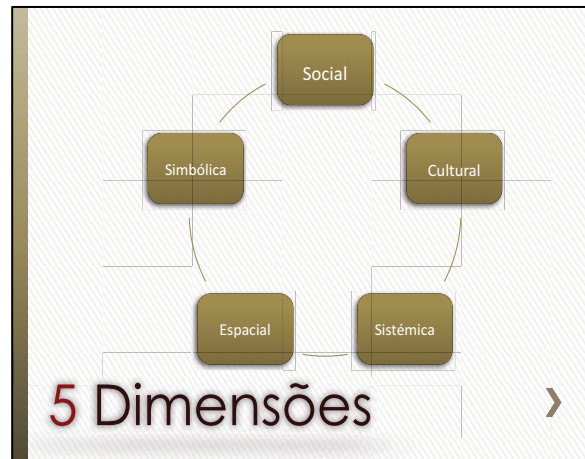 Social
Simbólica
Cultural
Espacial
Sistémica
5 Dimensões